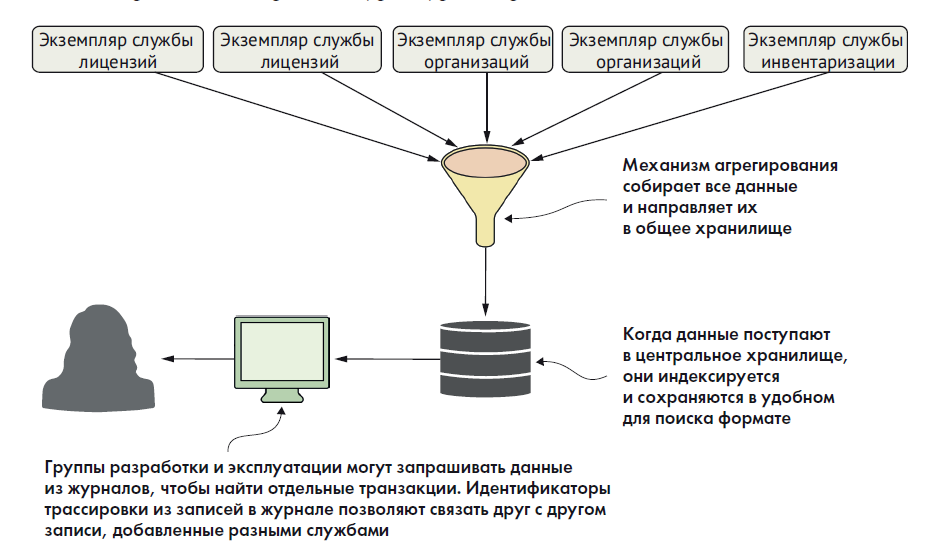 Экземпляр службы
лицензий
Экземпляр службы
лицензий
Экземпляр службы
организаций
Экземпляр службы
организаций
Экземпляр службы
инвентаризации
Механизм агрегирования
собирает все данные
и направляет их
в общее хранилище
Когда данные поступают
в центральное хранилище,
они индексируется
и сохраняются в удобном
для поиска формате
Группы разработки и эксплуатации могут запрашивать данные
из журналов, чтобы найти отдельные транзакции. Идентификаторы
трассировки из записей в журнале позволяют связать друг с другом
записи, добавленные разными службами